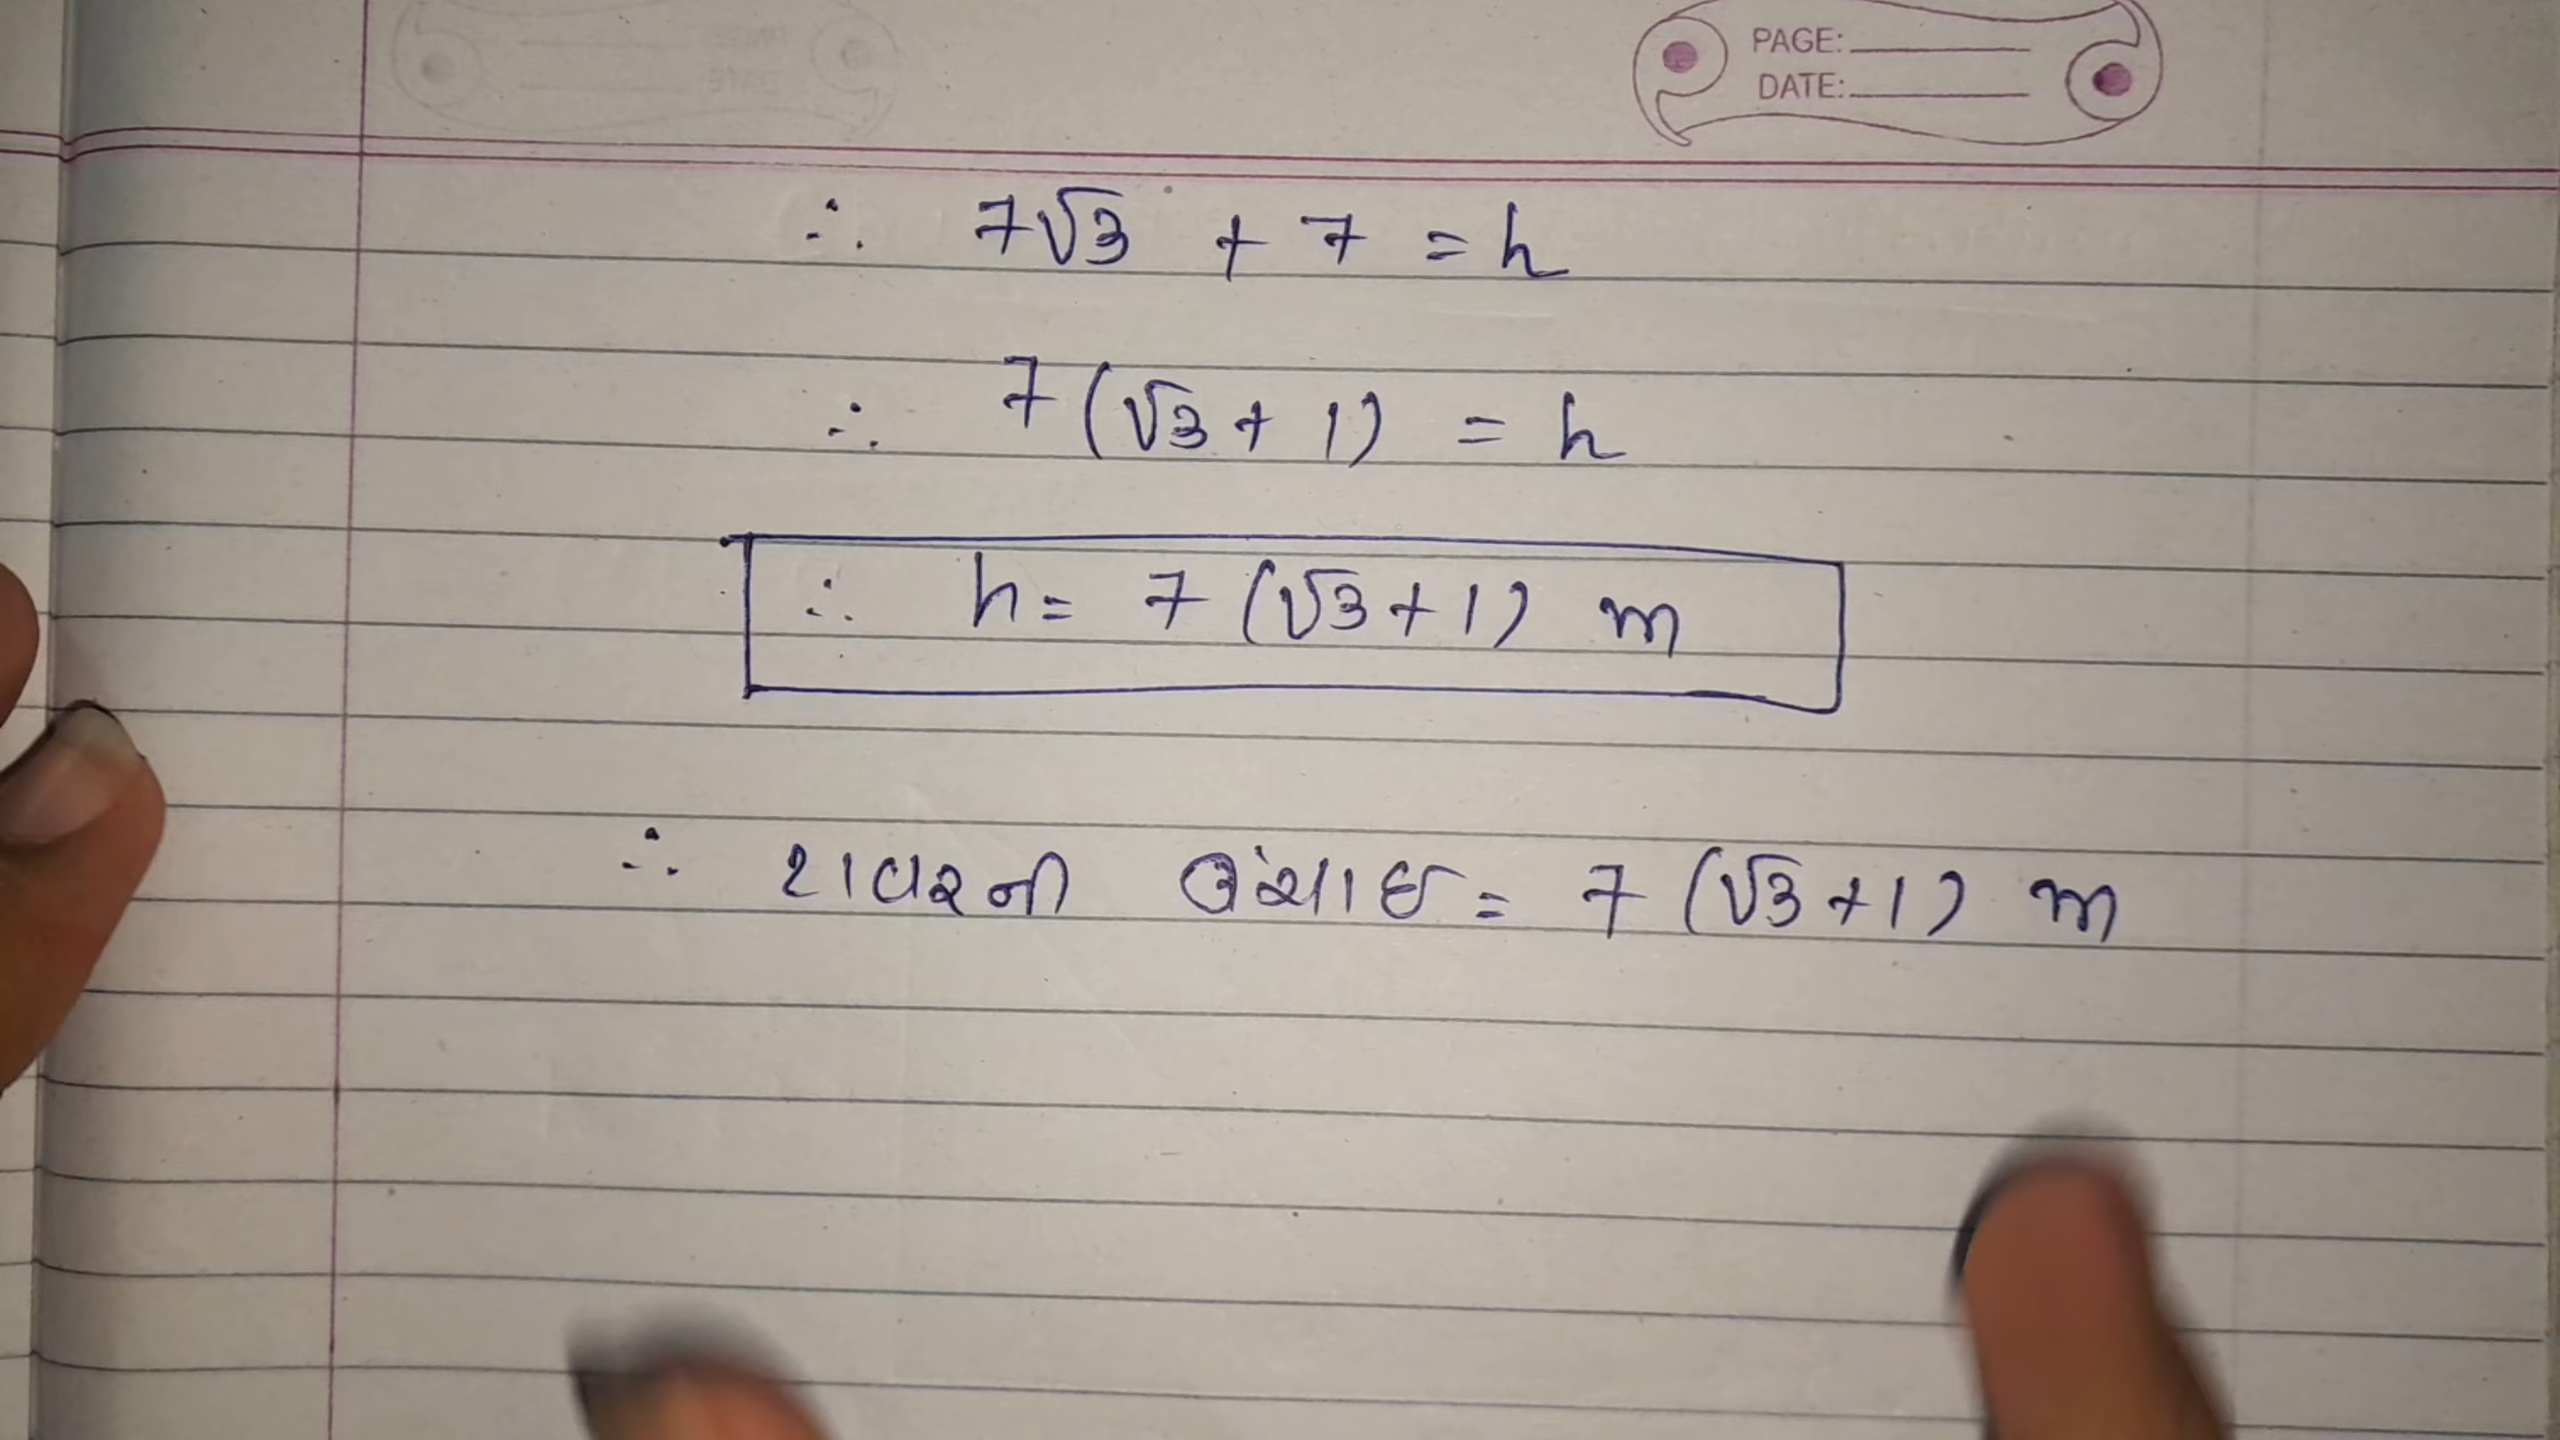 PAGE:
DATE:
∴ 7√3 + 7 = h
∴ 7(√3 + 1) = h
∴ h = 7 (√3 + 1) m
∴ ટાવરની ઉંચાઇ = 7 (√3 + 1) m